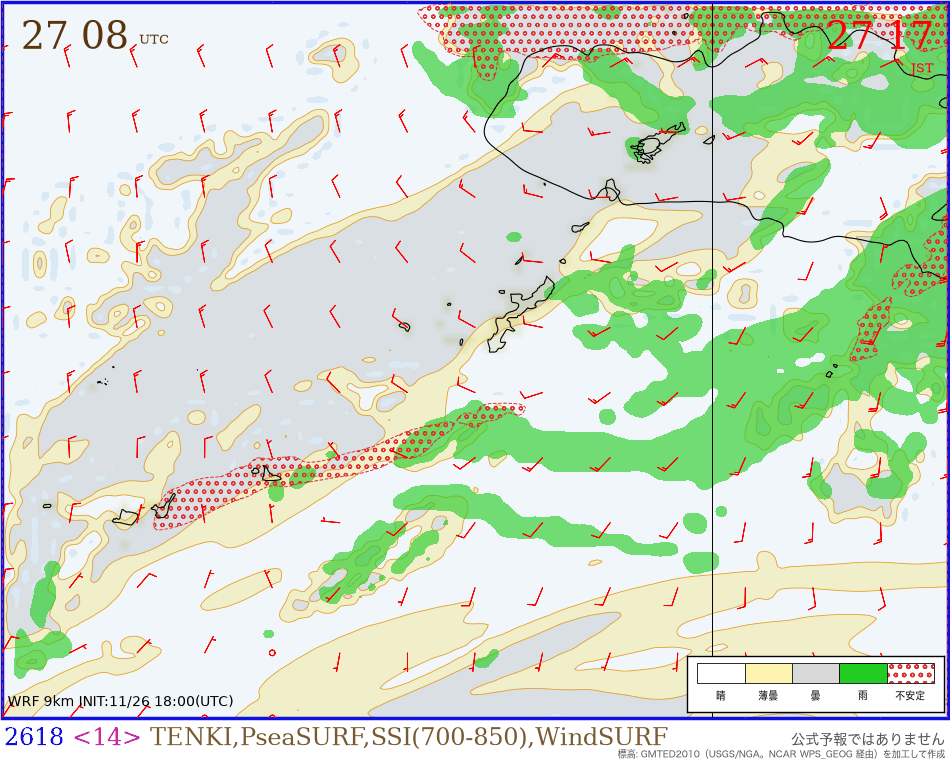 27 08 UTC
27 17
JST
WRF 9km INIT:11/26 18:00(UTC)
晴 薄曇 曇 雨 不安定
2618 <14> TENKI,PseaSURF,SSI(700-850),WindSURF
公式予報ではありません
標高: GMTED2010（USGS/NGA。NCAR WPS_GEOG 経由）を加工して作成